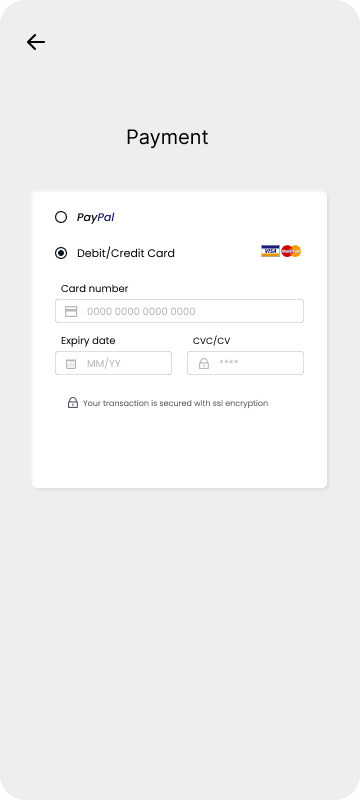 Payment
PayPal
Debit/Credit Card
VISA MasterCard
Card number
0000 0000 0000 0000
Expiry date
CVC/CV
MM/YY
****
Your transaction is secured with ssl encryption